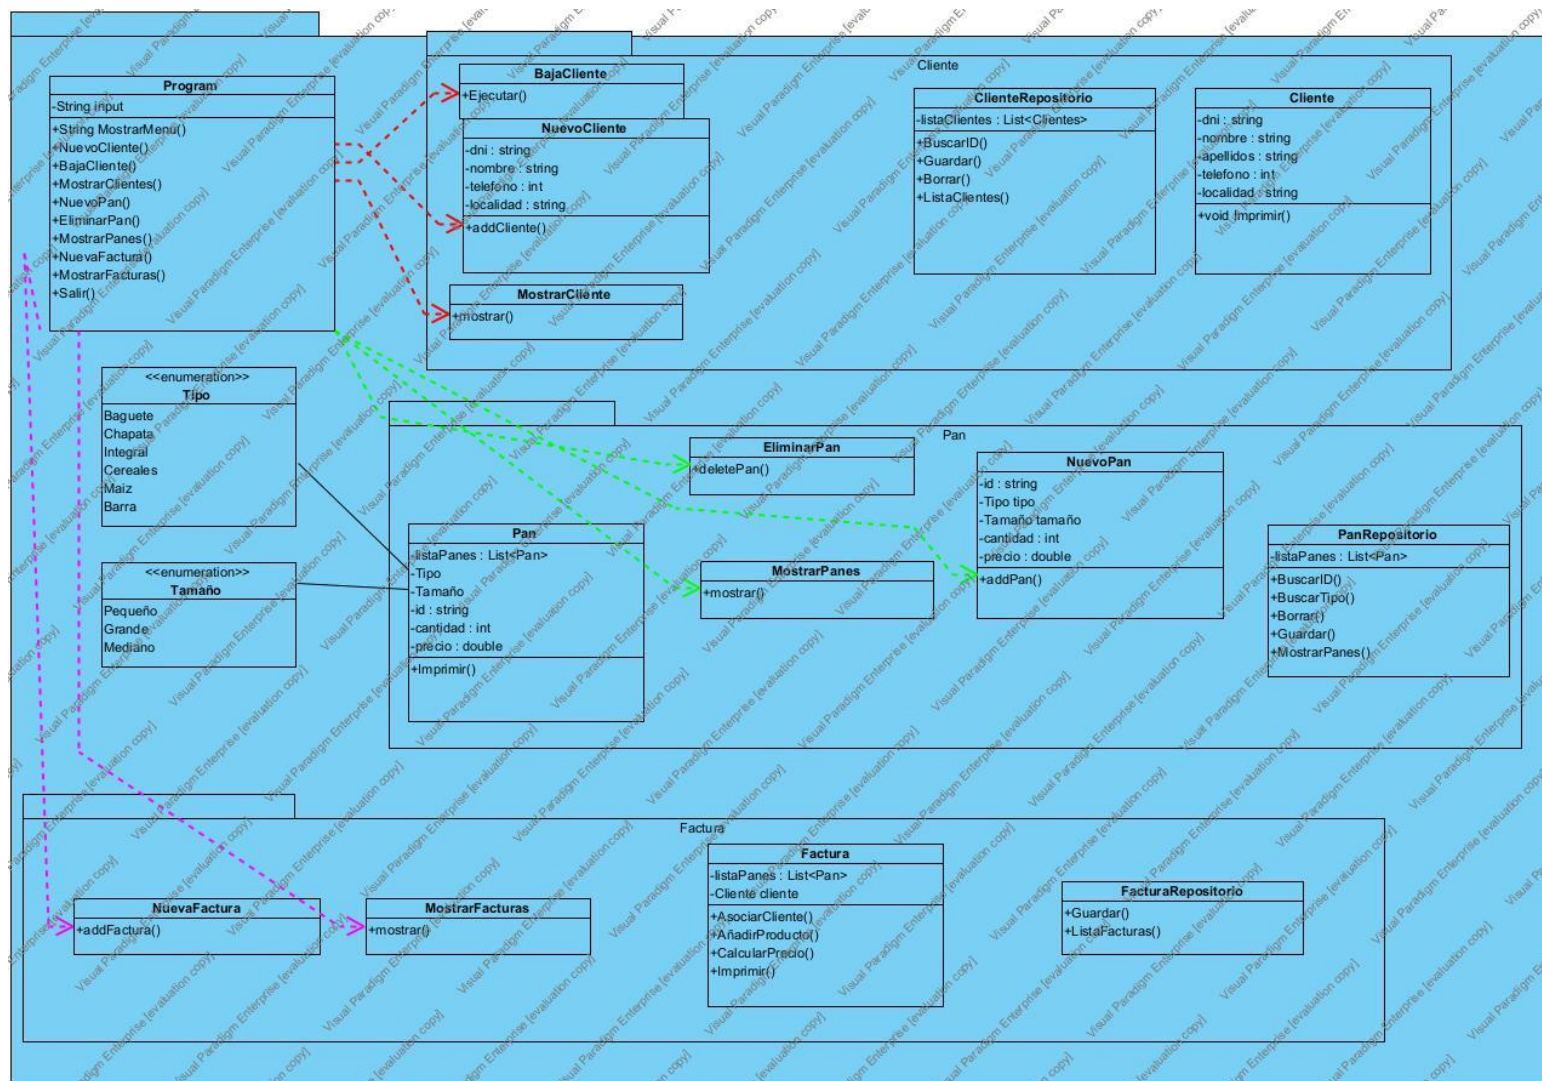 Program
-String input
+String MostrarMenu()
+NuevoCliente()
+BajaCliente()
+MostrarClientes()
+NuevoPan()
+EliminarPan()
+MostrarPanes()
+NuevaFactura()
+MostrarFacturas()
+Salir()
Cliente
BajaCliente
+Ejecutar()
NuevoCliente
-dni : string
-nombre : string
-telefono : int
-localidad : string
+addCliente()
MostrarCliente
+mostrar()
ClienteRepositorio
-listaClientes : List<Clientes>
+BuscarID()
+Guardar()
+Borrar()
+ListaClientes()
Cliente
-dni : string
-nombre : string
-apellidos : string
-telefono : int
-localidad : string
+void Imprimir()
<<enumeration>>
Tipo
Baguete
Chapata
Integral
Cereales
Maiz
Barra
<<enumeration>>
Tamaño
Pequeño
Grande
Mediano
Pan
EliminarPan
+deletePan()
Pan
-listaPanes : List<Pan>
-Tipo
-Tamaño
-id : string
-cantidad : int
-precio : double
+Imprimir()
MostrarPanes
+mostrar()
NuevoPan
-id : string
-Tipo tipo
-Tamaño tamaño
-cantidad : int
-precio : double
+addPan()
PanRepositorio
-listaPanes : List<Pan>
+BuscarID()
+BuscarTipo()
+Borrar()
+Guardar()
+MostrarPanes()
Factura
NuevaFactura
+addFactura()
MostrarFacturas
+mostrar()
Factura
-listaPanes : List<Pan>
-Cliente cliente
+AsociarCliente()
+AñadirProducto()
+CalcularPrecio()
+Imprimir()
FacturaRepositorio
+Guardar()
+ListaFacturas()
Visual Paradigm Enterprise [evaluation copy]